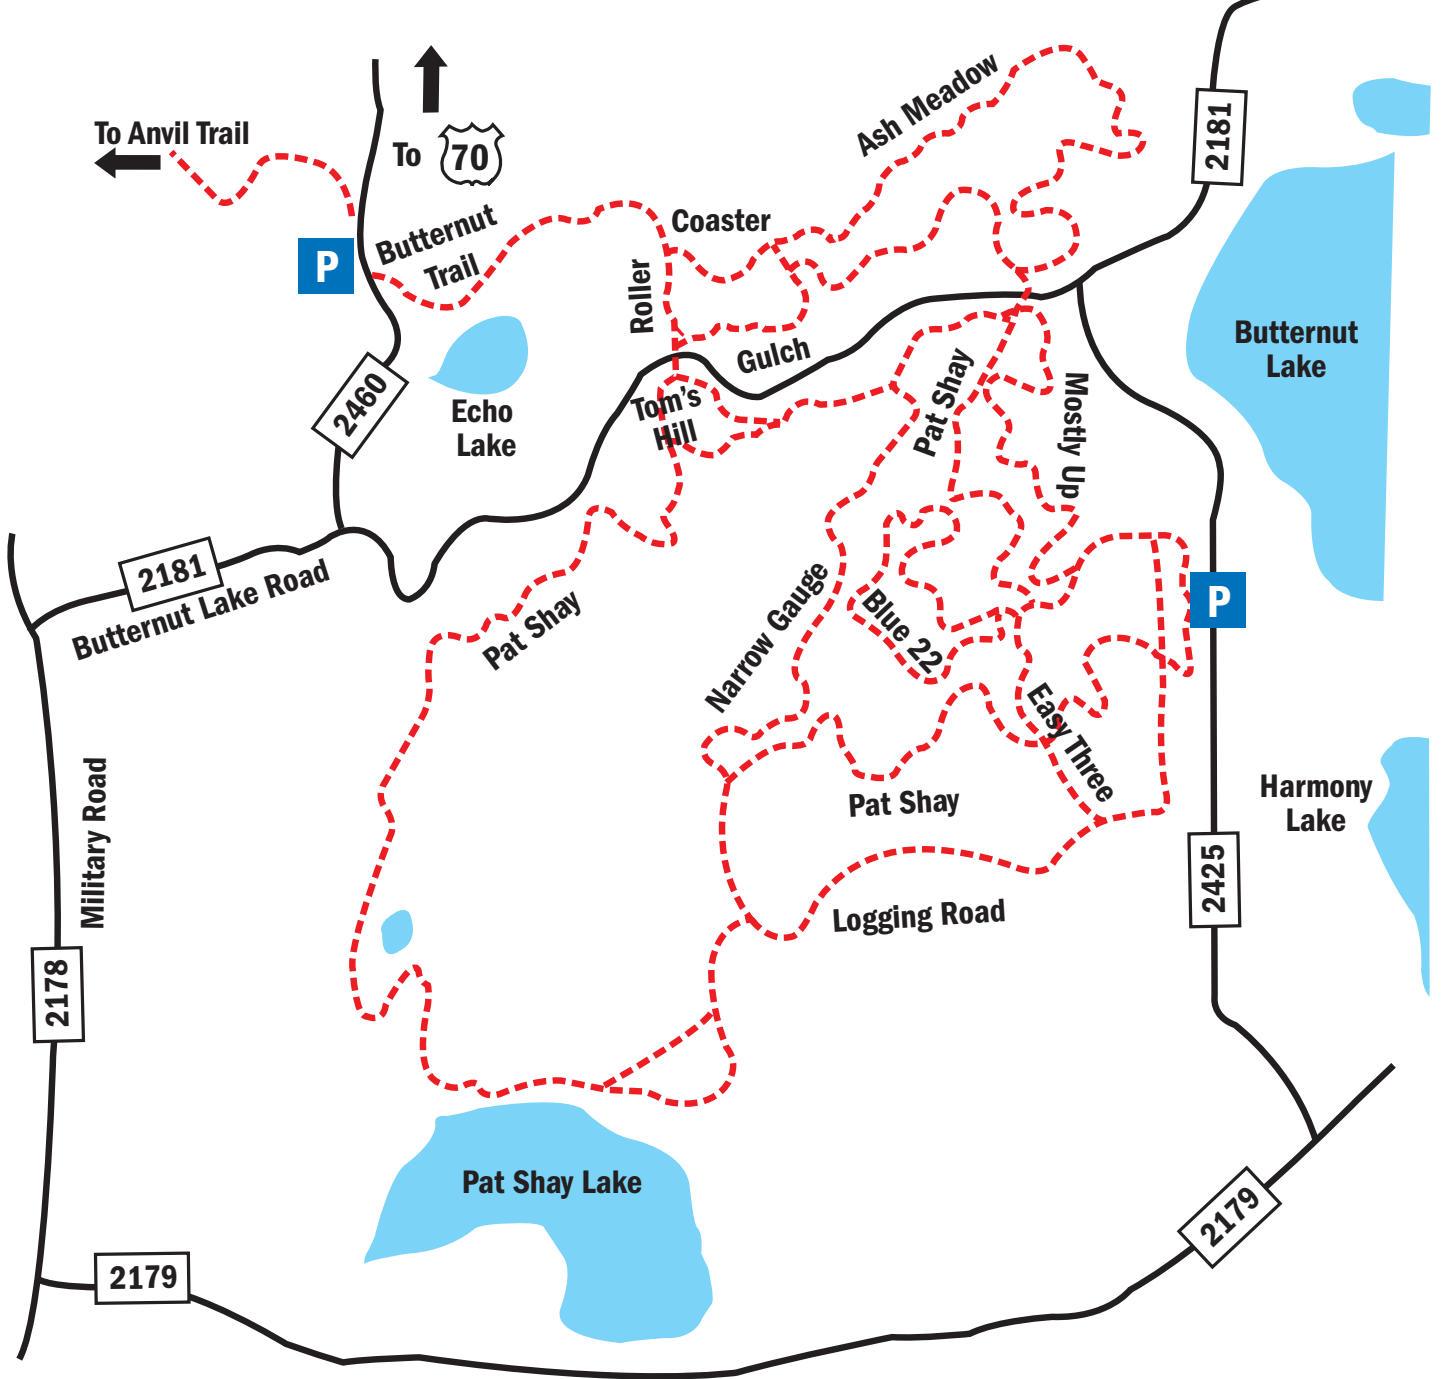 To Anvil Trail
To
70
P
Butternut
Trail
Coaster
Roller
Ash Meadow
2181
Butternut
Lake
Gulch
2460
Echo
Lake
Tom's
Hill
Pat Shay
Mostly Up
2181
Butternut Lake Road
Pat Shay
Narrow Gauge
Blue 22
P
Easy Three
Military Road
Pat Shay
Harmony
Lake
2425
Logging Road
2178
Pat Shay Lake
2179
2179